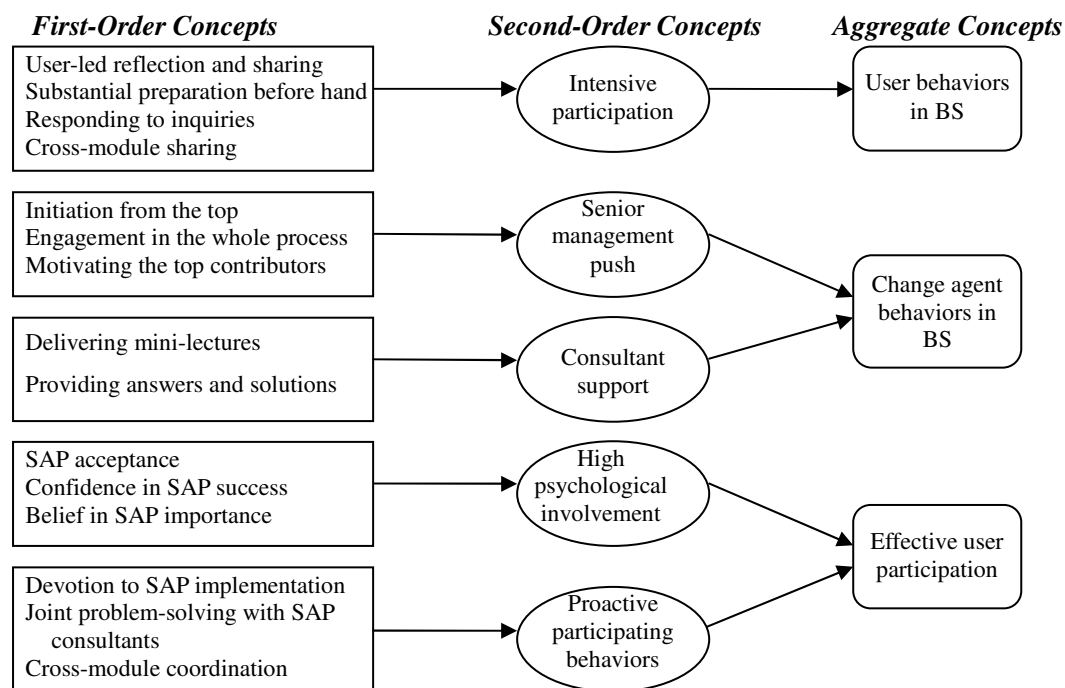 First-Order Concepts
Second-Order Concepts
Aggregate Concepts
User-led reflection and sharing
Substantial preparation before hand
Responding to inquiries
Cross-module sharing
Intensive
participation
User behaviors
in BS
Initiation from the top
Engagement in the whole process
Motivating the top contributors
Senior
management
push
Change agent
behaviors in
BS
Delivering mini-lectures
Providing answers and solutions
Consultant
support
SAP acceptance
Confidence in SAP success
Belief in SAP importance
High
psychological
involvement
Effective user
participation
Devotion to SAP implementation
Joint problem-solving with SAP
consultants
Cross-module coordination
Proactive
participating
behaviors